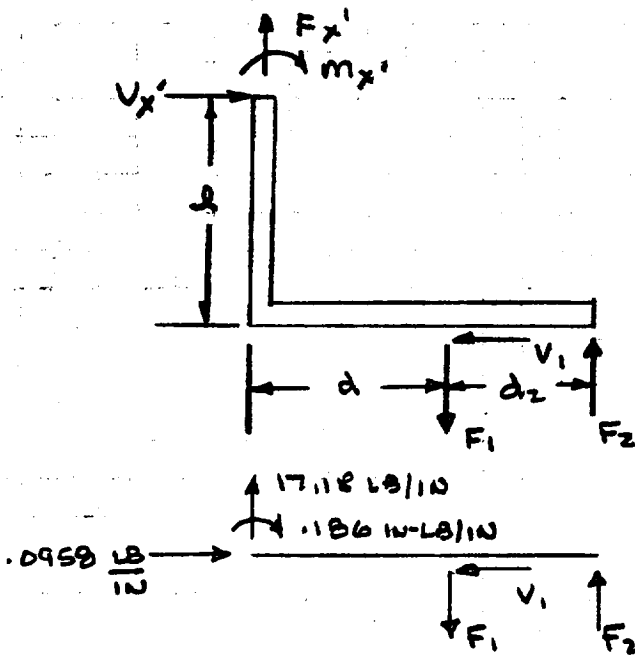 Fx'
mx'
Vx'
l
V1
d
d2
F1
F2
17.18 LB/IN
.186 IN-LB/IN
.0958 LB/IN
V1
F1
F2